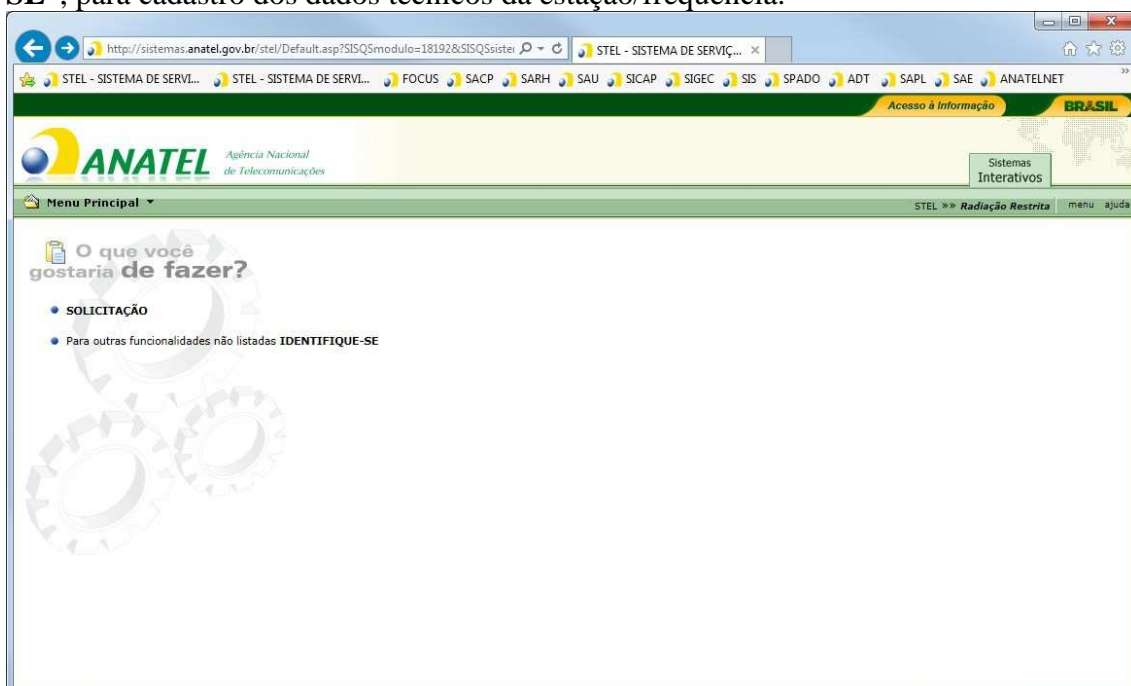 SE", para cadastro dos dados técnicos da estação/frequência.
http://sistemas.anatel.gov.br/stel/Default.asp?SISQSmodulo=18192&SISQSsister
STEL - SISTEMA DE SERVIÇ...
STEL - SISTEMA DE SERVI... STEL - SISTEMA DE SERVI... FOCUS SACP SARH SAU SICAP SIGEC SIS SPADO ADT SAPL SAE ANATELNET
Acesso à Informação BRASIL
ANATEL Agência Nacional
de Telecomunicações
Sistemas
Interativos
Menu Principal
STEL »» Radiação Restrita menu ajuda
O que você
gostaria de fazer?
SOLICITAÇÃO
Para outras funcionalidades não listadas IDENTIFIQUE-SE